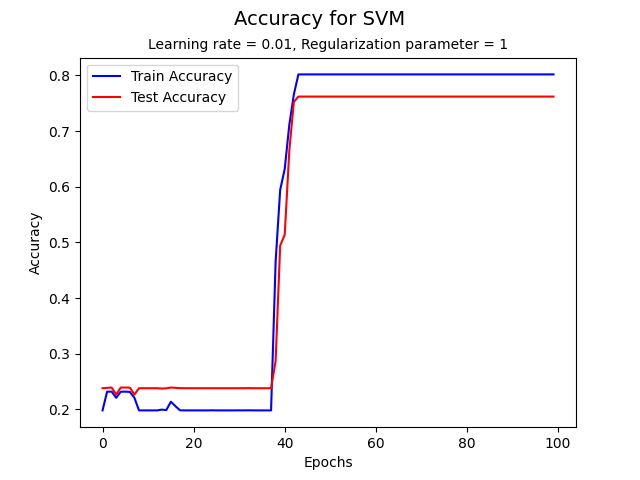 Accuracy for SVM
Learning rate = 0.01, Regularization parameter = 1
Train Accuracy
Test Accuracy
Accuracy
0.8
0.7
0.6
0.5
0.4
0.3
0.2
0 20 40 60 80 100
Epochs